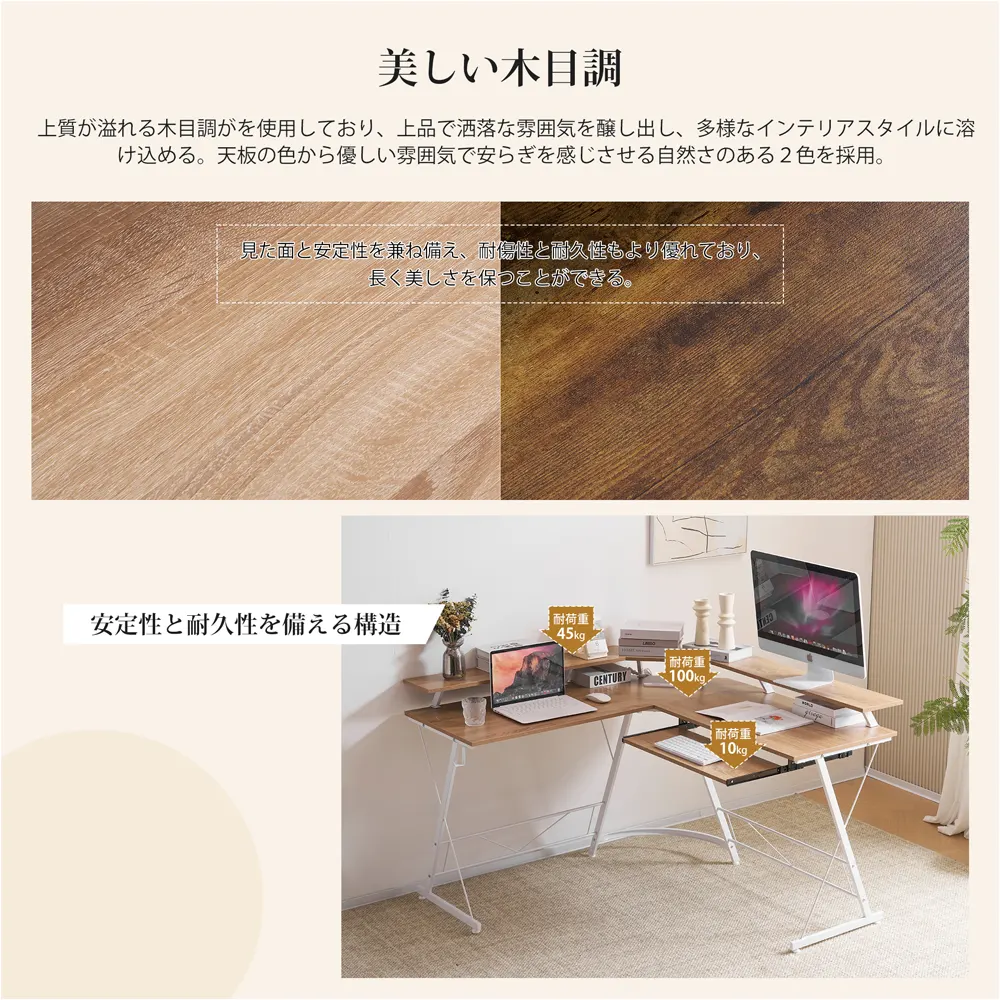 美しい木目調
上質が溢れる木目調がを使用しており、上品で洒落な雰囲気を醸し出し、多様なインテリアスタイルに溶
け込める。天板の色から優しい雰囲気で安らぎを感じさせる自然さのある２色を採用。
見た面と安定性を兼ね備え、耐傷性と耐久性もより優れており、
長く美しさを保つことができる。
安定性と耐久性を備える構造
耐荷重
45kg
耐荷重
100kg
CENTURY
耐荷重
10kg